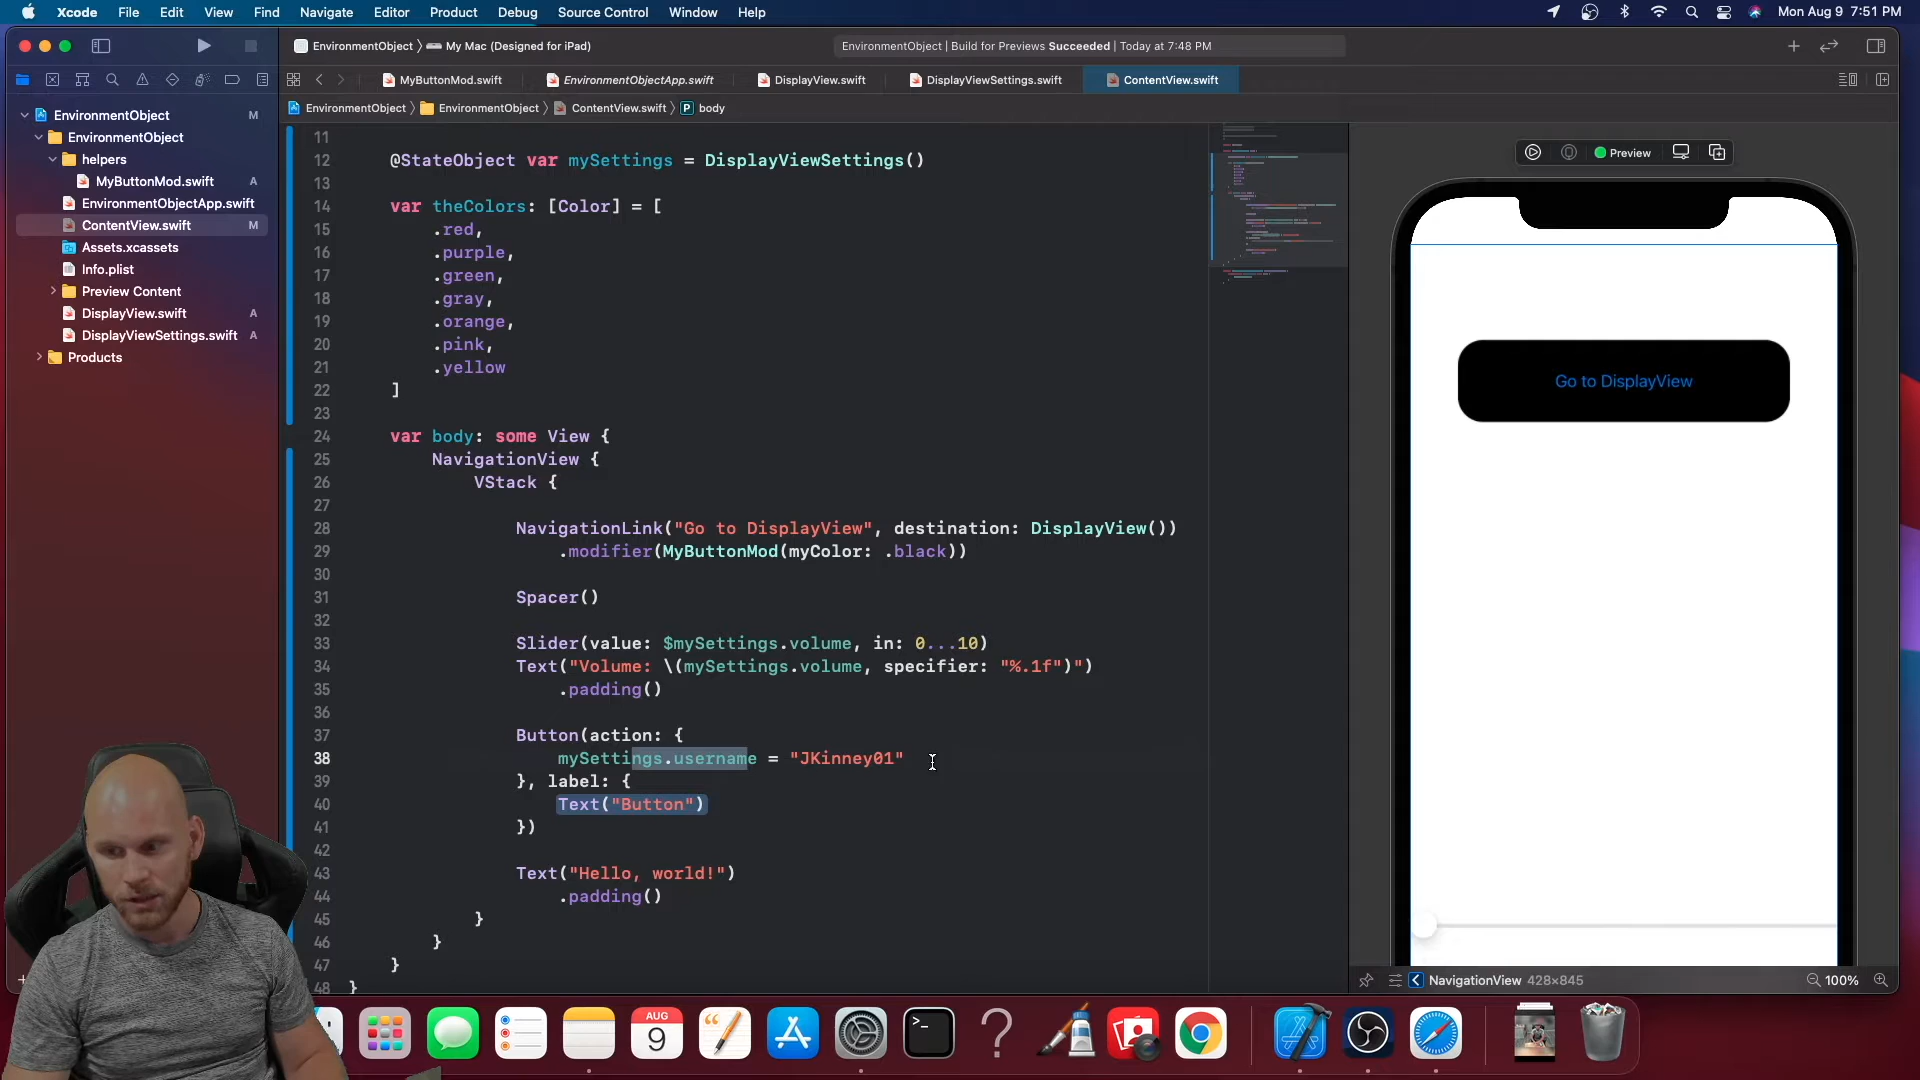 Xcode File Edit View Find Navigate Editor Product Debug Source Control Window Help Mon Aug 9 7:51 PM
EnvironmentObject My Mac (Designed for iPad) EnvironmentObject | Build for Previews Succeeded | Today at 7:48 PM
MyButtonMod.swift EnvironmentObjectApp.swift DisplayView.swift DisplayViewSettings.swift ContentView.swift
EnvironmentObject EnvironmentObject ContentView.swift P body
EnvironmentObject M
EnvironmentObject
helpers
MyButtonMod.swift A
EnvironmentObjectApp.swift
ContentView.swift M
Assets.xcassets
Info.plist
Preview Content
DisplayView.swift A
DisplayViewSettings.swift A
Products
11
12 @StateObject var mySettings = DisplayViewSettings()
13
14 var theColors: [Color] = [
15 .red,
16 .purple,
17 .green,
18 .gray,
19 .orange,
20 .pink,
21 .yellow
22 ]
23
24 var body: some View {
25 NavigationView {
26 VStack {
27
28 NavigationLink("Go to DisplayView", destination: DisplayView())
29 .modifier(MyButtonMod(myColor: .black))
30
31 Spacer()
32
33 Slider(value: $mySettings.volume, in: 0...10)
34 Text("Volume: \(mySettings.volume, specifier: "%.1f")")
35 .padding()
36
37 Button(action: {
38 mySettings.username = "JKinney01"
39 }, label: {
40 Text("Button")
41 })
42
43 Text("Hello, world!")
44 .padding()
45 }
46 }
47 }
48 }
Preview
Go to DisplayView
NavigationView 428×845 100%
AUG
9
>_
?